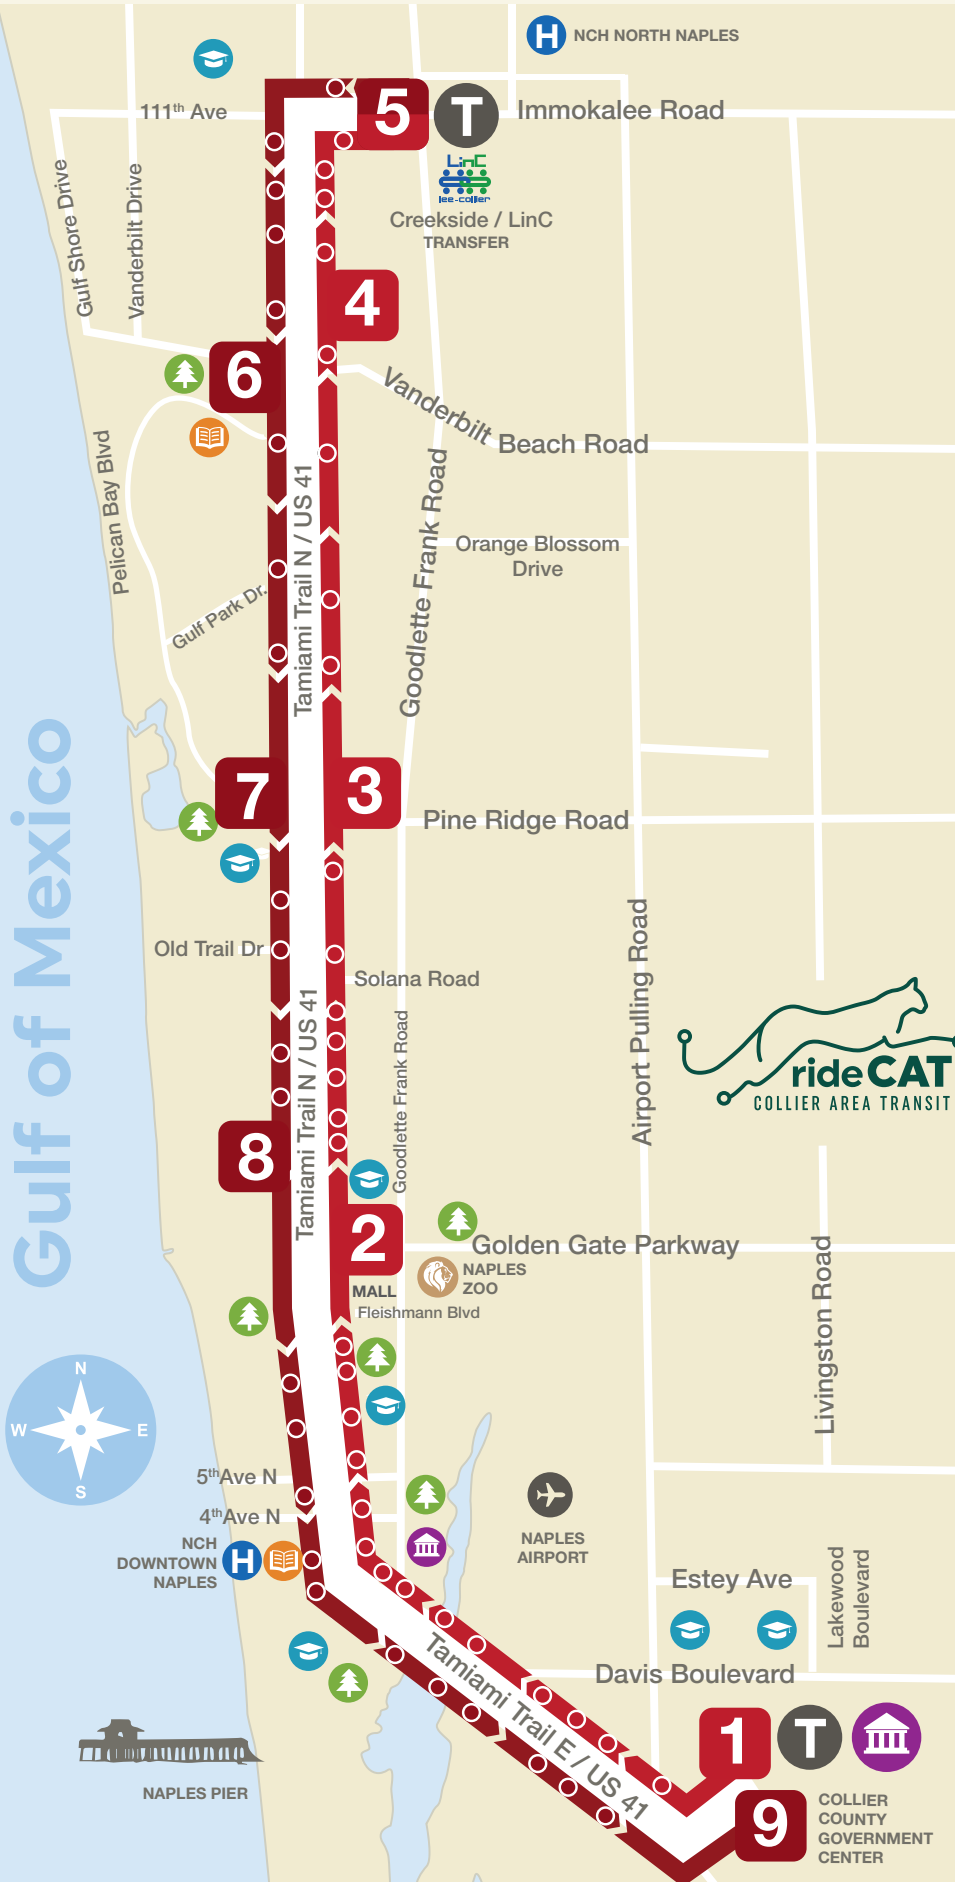 H NCH NORTH NAPLES
111th Ave
5
T
Immokalee Road
LinC
lee-collier
Creekside / LinC
TRANSFER
Gulf Shore Drive
Vanderbilt Drive
4
6
Vanderbilt
Beach Road
Pelican Bay Blvd
Tamiami Trail N / US 41
Goodlette Frank Road
Orange Blossom
Drive
Gulf Park Dr.
Gulf of Mexico
7
3
Pine Ridge Road
Old Trail Dr
Solana Road
Airport Pulling Road
rideCAT
COLLIER AREA TRANSIT
Tamiami Trail N / US 41
Goodlette Frank Road
8
2
Golden Gate Parkway
NAPLES
ZOO
MALL
Fleishmann Blvd
Livingston Road
N
W
E
S
5th Ave N
4th Ave N
NCH
DOWNTOWN
NAPLES
H
NAPLES
AIRPORT
Estey Ave
Lakewood
Boulevard
Davis Boulevard
Tamiami Trail E / US 41
1
T
NAPLES PIER
9
COLLIER
COUNTY
GOVERNMENT
CENTER